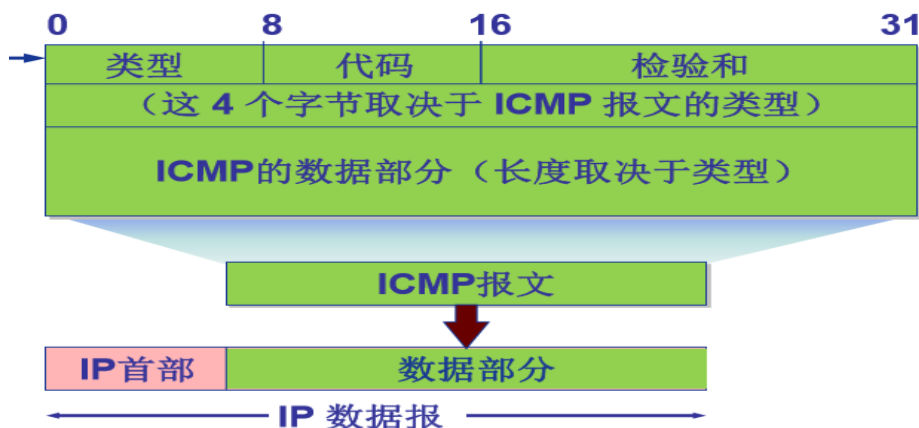 0 8 16 31
类型 代码 检验和
（这 4 个字节取决于 ICMP 报文的类型）
ICMP的数据部分（长度取决于类型）
ICMP报文
IP首部 数据部分
IP 数据报